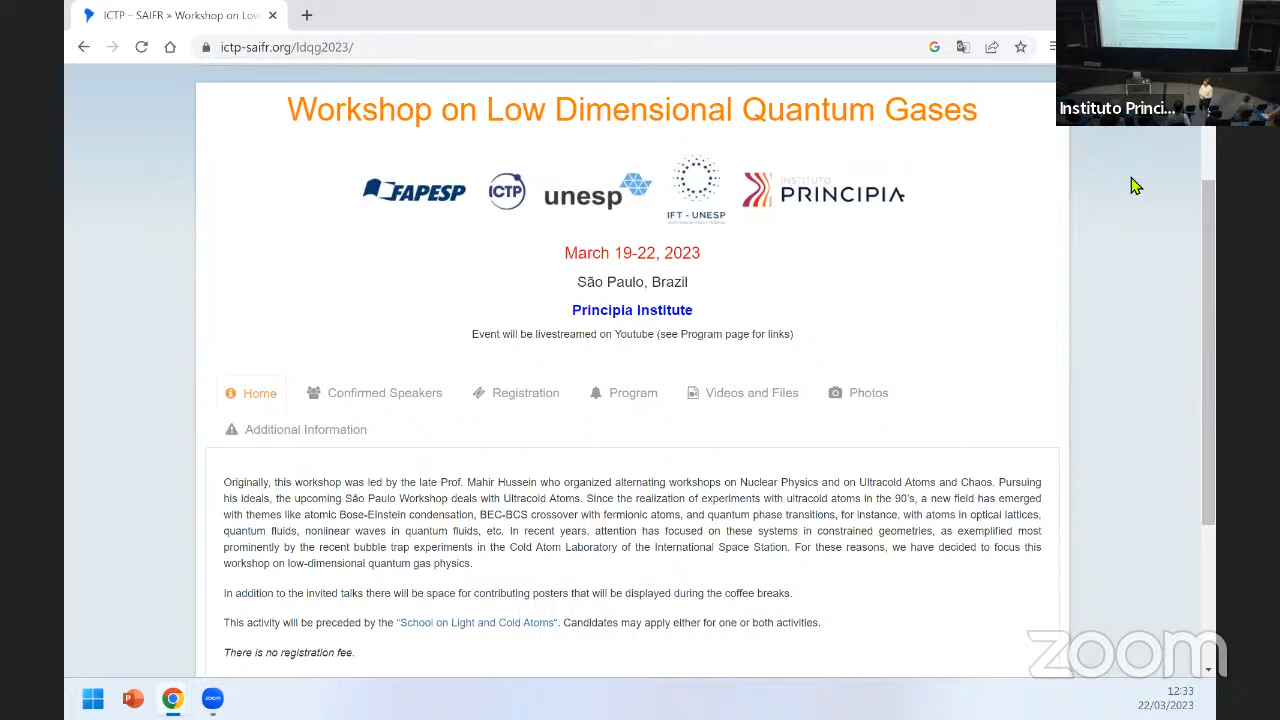 ICTP – SAIFR » Workshop on Lov
ictp-saifr.org/ldqg2023/
Instituto Princi...
Workshop on Low Dimensional Quantum Gases
FAPESP
ICTP
unesp
IFT - UNESP
INSTITUTO
PRINCIPIA
March 19-22, 2023
São Paulo, Brazil
Principia Institute
Event will be livestreamed on Youtube (see Program page for links)
Home Confirmed Speakers Registration Program Videos and Files Photos
Additional Information
Originally, this workshop was led by the late Prof. Mahir Hussein who organized alternating workshops on Nuclear Physics and on Ultracold Atoms and Chaos. Pursuing
his ideals, the upcoming São Paulo Workshop deals with Ultracold Atoms. Since the realization of experiments with ultracold atoms in the 90's, a new field has emerged
with themes like atomic Bose-Einstein condensation, BEC-BCS crossover with fermionic atoms, and quantum phase transitions, for instance, with atoms in optical lattices,
quantum fluids, nonlinear waves in quantum fluids, etc. In recent years, attention has focused on these systems in constrained geometries, as exemplified most
prominently by the recent bubble trap experiments in the Cold Atom Laboratory of the International Space Station. For these reasons, we have decided to focus this
workshop on low-dimensional quantum gas physics.
In addition to the invited talks there will be space for contributing posters that will be displayed during the coffee breaks.
This activity will be preceded by the “School on Light and Cold Atoms“. Candidates may apply either for one or both activities.
There is no registration fee.
zoom
zoom
12:33
22/03/2023